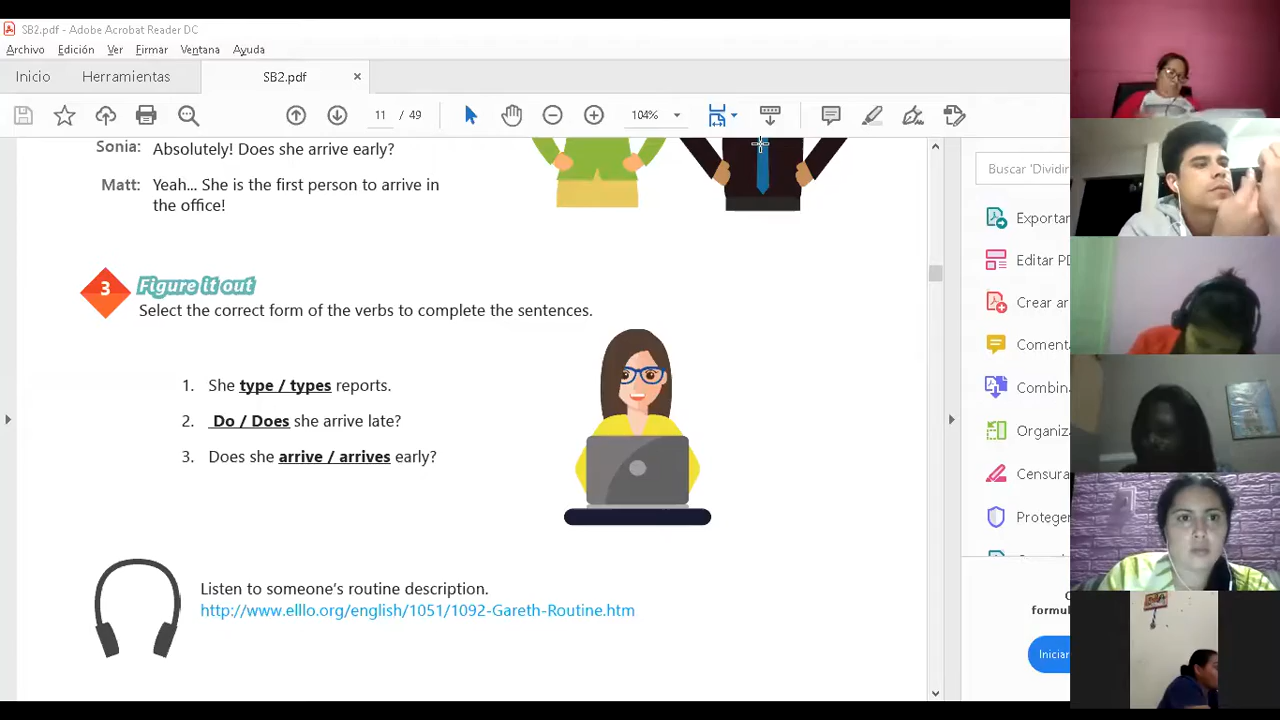 SB2.pdf - Adobe Acrobat Reader DC
Archivo Edición Ver Firmar Ventana Ayuda
Inicio Herramientas SB2.pdf ×
11 / 49 104%
Sonia: Absolutely! Does she arrive early?
Matt: Yeah... She is the first person to arrive in
the office!
3 Figure it out
Select the correct form of the verbs to complete the sentences.
1. She type / types reports.
2. Do / Does she arrive late?
3. Does she arrive / arrives early?
Listen to someone's routine description.
http://www.elllo.org/english/1051/1092-Gareth-Routine.htm
Buscar 'Dividir
Exportar
Editar PD
Crear ar
Comenta
Combina
Organiza
Censura
Proteger
formul
Iniciar